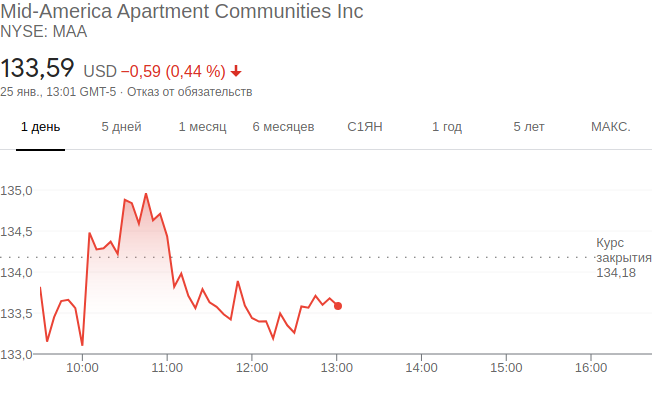 Mid-America Apartment Communities Inc
NYSE: MAA
133,59 USD −0,59 (0,44 %)
25 янв., 13:01 GMT-5 · Отказ от обязательств
1 день 5 дней 1 месяц 6 месяцев С1ЯН 1 год 5 лет МАКС.
135,0
134,5
Курс
закрытия
134,18
134,0
133,5
133,0
10:00 11:00 12:00 13:00 14:00 15:00 16:00